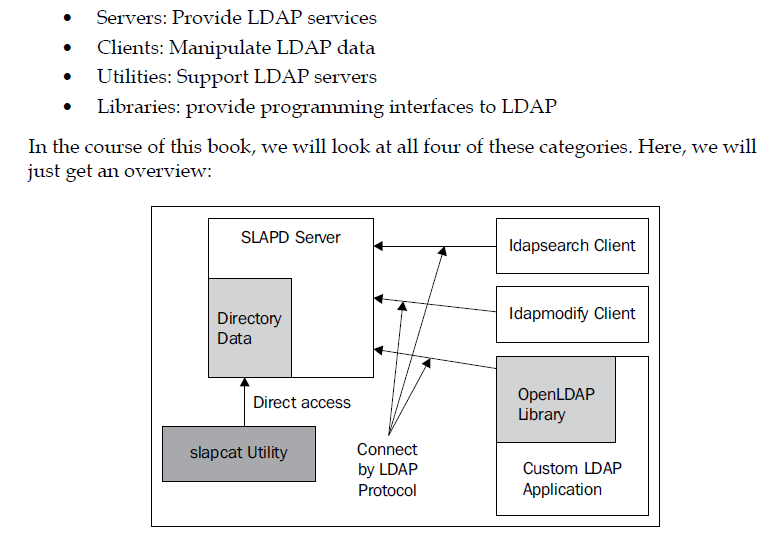 • Servers: Provide LDAP services
• Clients: Manipulate LDAP data
• Utilities: Support LDAP servers
• Libraries: provide programming interfaces to LDAP
In the course of this book, we will look at all four of these categories. Here, we will
just get an overview:
SLAPD Server
ldapsearch Client
Directory
Data
ldapmodify Client
Direct access
OpenLDAP
Library
slapcat Utility
Connect
by LDAP
Protocol
Custom LDAP
Application